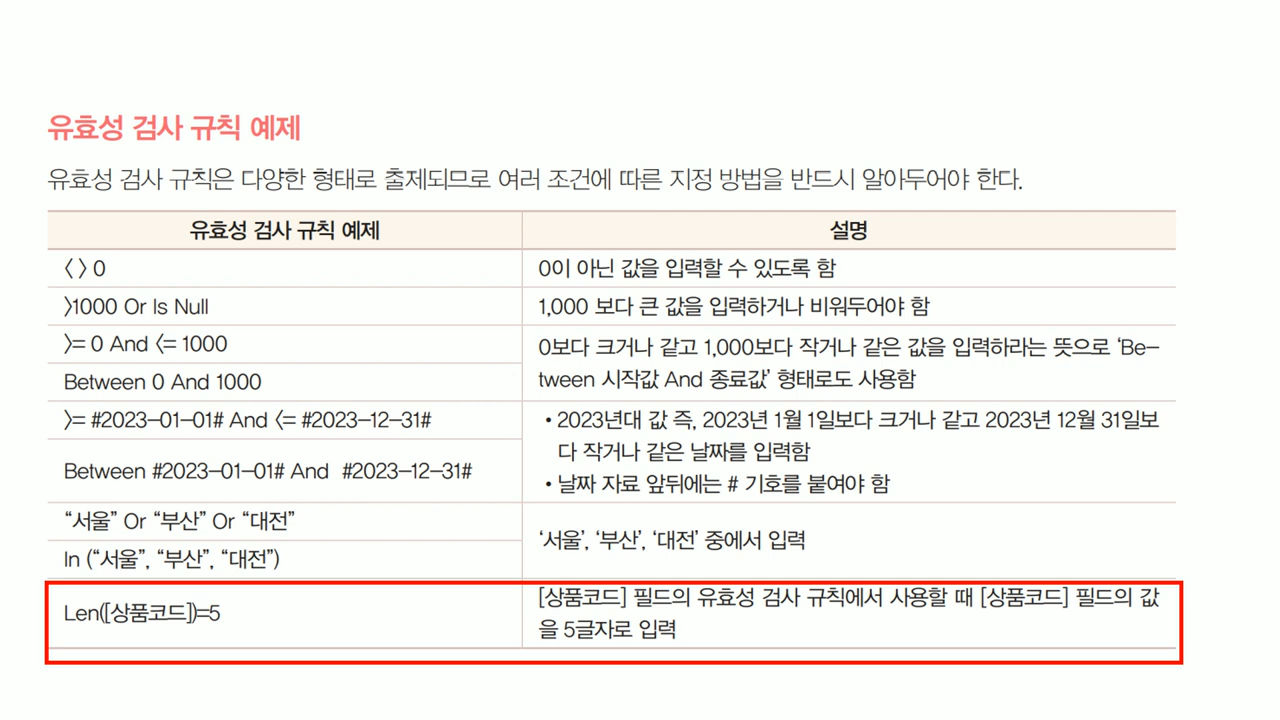 유효성 검사 규칙 예제
유효성 검사 규칙은 다양한 형태로 출제되므로 여러 조건에 따른 지정 방법을 반드시 알아두어야 한다.
유효성 검사 규칙 예제
설명
〈 〉 0
0이 아닌 값을 입력할 수 있도록 함
〉1000 Or Is Null
1,000 보다 큰 값을 입력하거나 비워두어야 함
〉= 0 And 〈= 1000
Between 0 And 1000
0보다 크거나 같고 1,000보다 작거나 같은 값을 입력하라는 뜻으로 ‘Be–
tween 시작값 And 종료값’ 형태로도 사용함
〉= #2023–01–01# And 〈= #2023–12–31#
Between #2023–01–01# And #2023–12–31#
• 2023년대 값 즉, 2023년 1월 1일보다 크거나 같고 2023년 12월 31일보
다 작거나 같은 날짜를 입력함
• 날짜 자료 앞뒤에는 # 기호를 붙여야 함
“서울” Or “부산” Or “대전”
In (“서울”, “부산”, “대전”)
‘서울’, ‘부산’, ‘대전’ 중에서 입력
Len([상품코드])=5
[상품코드] 필드의 유효성 검사 규칙에서 사용할 때 [상품코드] 필드의 값
을 5글자로 입력